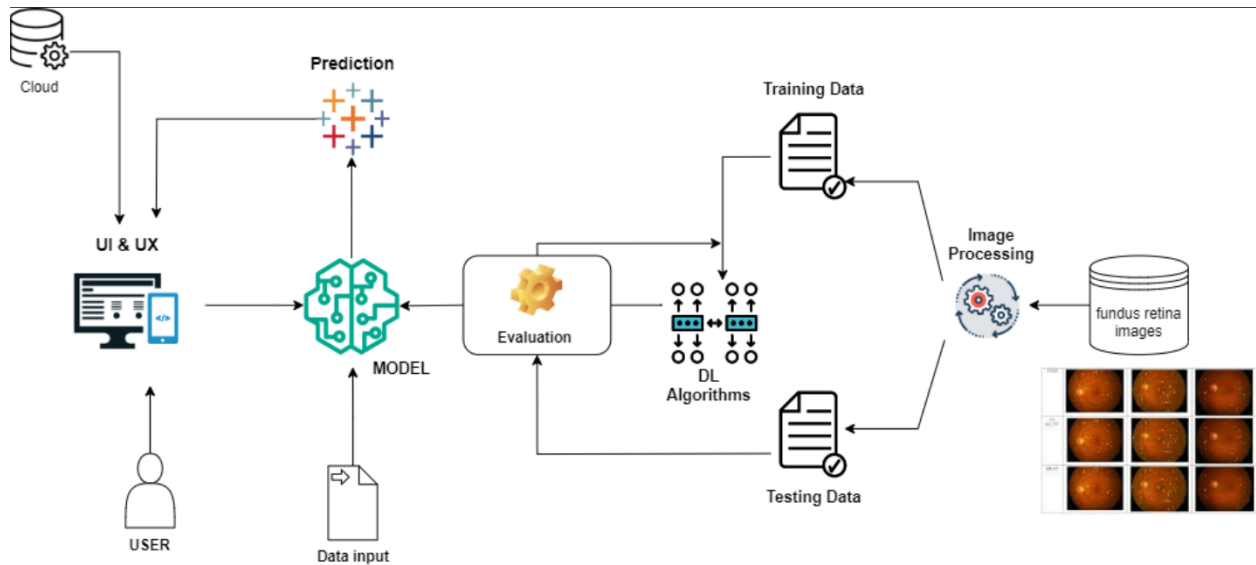 Cloud
Prediction
Training Data
UI & UX
Image
Processing
fundus retina
images
Evaluation
MODEL
DL
Algorithms
Testing Data
USER
Data input